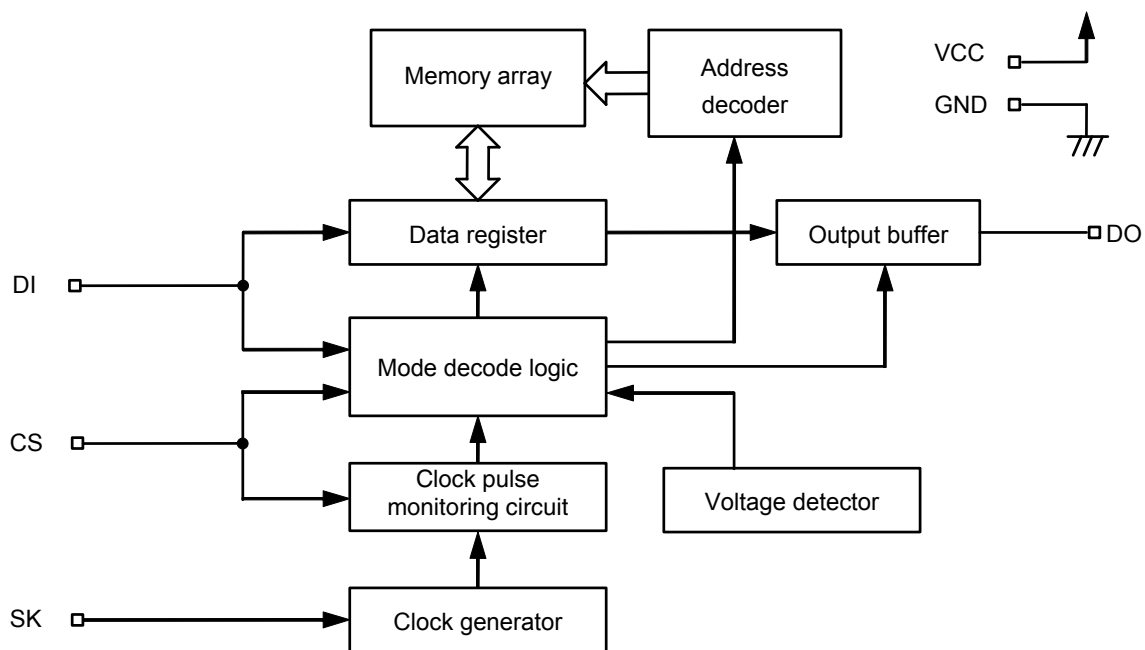 Memory array
Address
decoder
VCC
GND
Data register
Output buffer
DO
DI
Mode decode logic
CS
Clock pulse
monitoring circuit
Voltage detector
SK
Clock generator